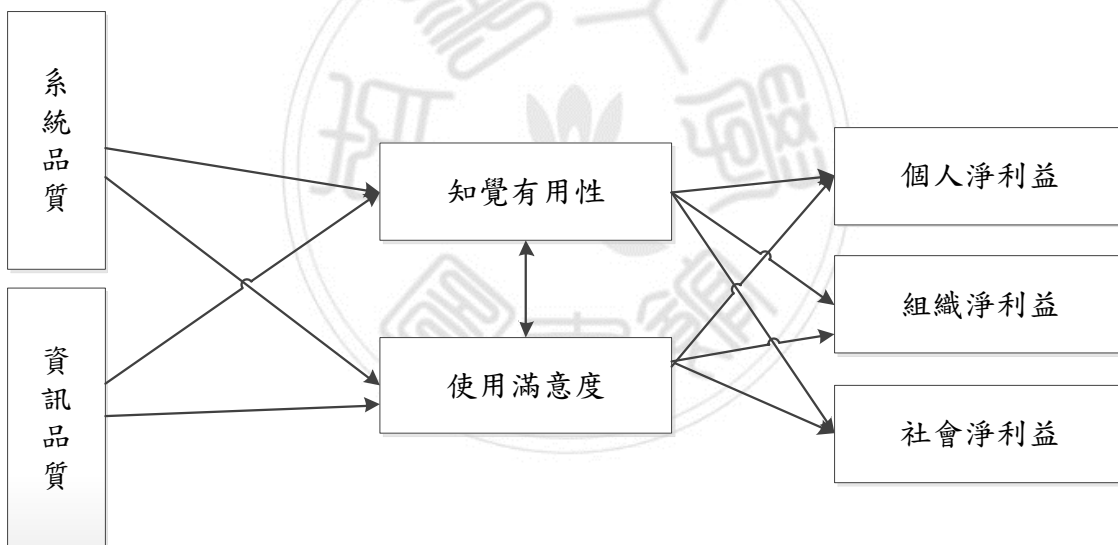 系統品質
資訊品質
知覺有用性
使用滿意度
個人淨利益
組織淨利益
社會淨利益